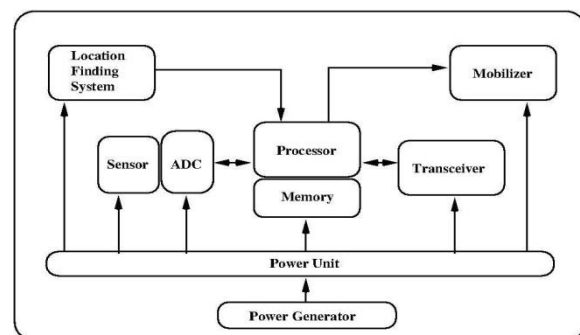 Location
Finding
System
Mobilizer
Processor
Sensor
ADC
Transceiver
Memory
Power Unit
Power Generator